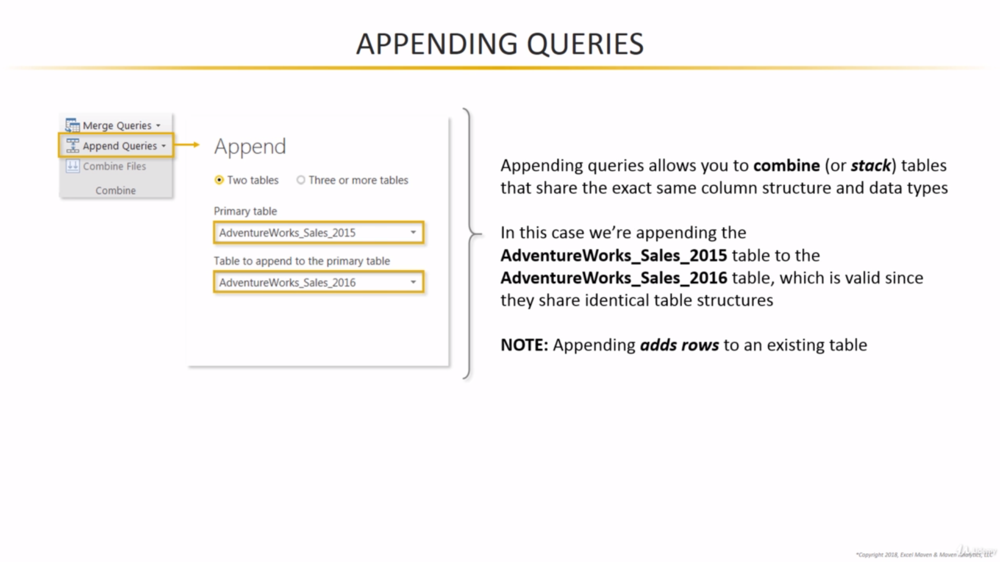 APPENDING QUERIES
Merge Queries
Append Queries
Combine Files
Combine
Append
Two tables
Three or more tables
Primary table
AdventureWorks_Sales_2015
Table to append to the primary table
AdventureWorks_Sales_2016
Appending queries allows you to combine (or stack) tables
that share the exact same column structure and data types
In this case we’re appending the
AdventureWorks_Sales_2015 table to the
AdventureWorks_Sales_2016 table, which is valid since
they share identical table structures
NOTE: Appending adds rows to an existing table
*Copyright 2018, Excel Maven & Maven Analytics, LLC
Udemy